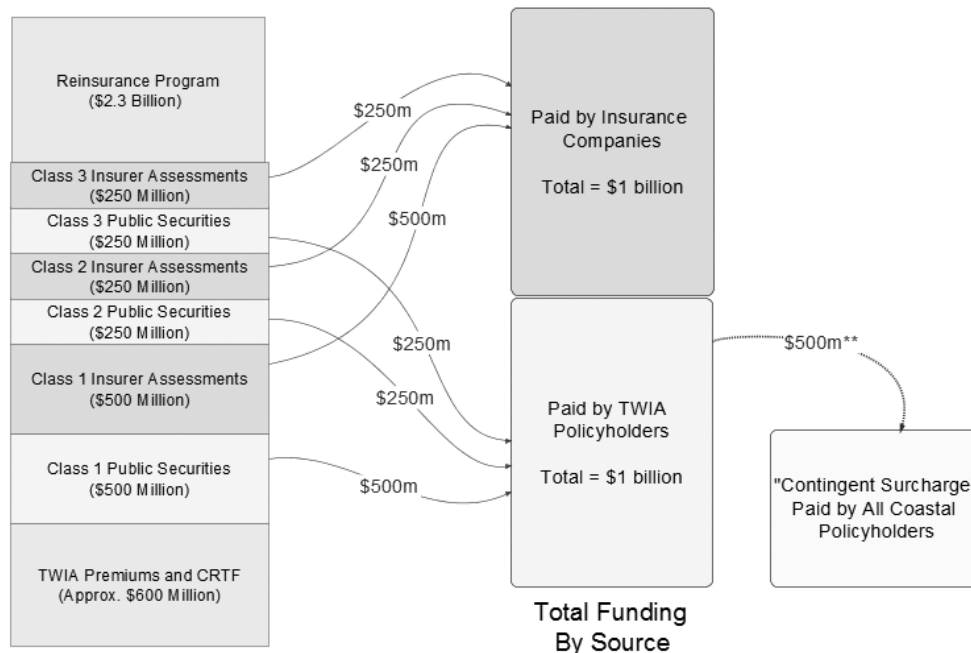 Reinsurance Program
($2.3 Billion)
Class 3 Insurer Assessments
($250 Million)
Class 3 Public Securities
($250 Million)
Class 2 Insurer Assessments
($250 Million)
Class 2 Public Securities
($250 Million)
Class 1 Insurer Assessments
($500 Million)
Class 1 Public Securities
($500 Million)
TWIA Premiums and CRTF
(Approx. $600 Million)
$250m
$250m
$500m
$250m
$250m
$500m
Paid by Insurance
Companies
Total = $1 billion
Paid by TWIA
Policyholders
Total = $1 billion
Total Funding
By Source
$500m**
"Contingent Surcharge
Paid by All Coastal
Policyholders